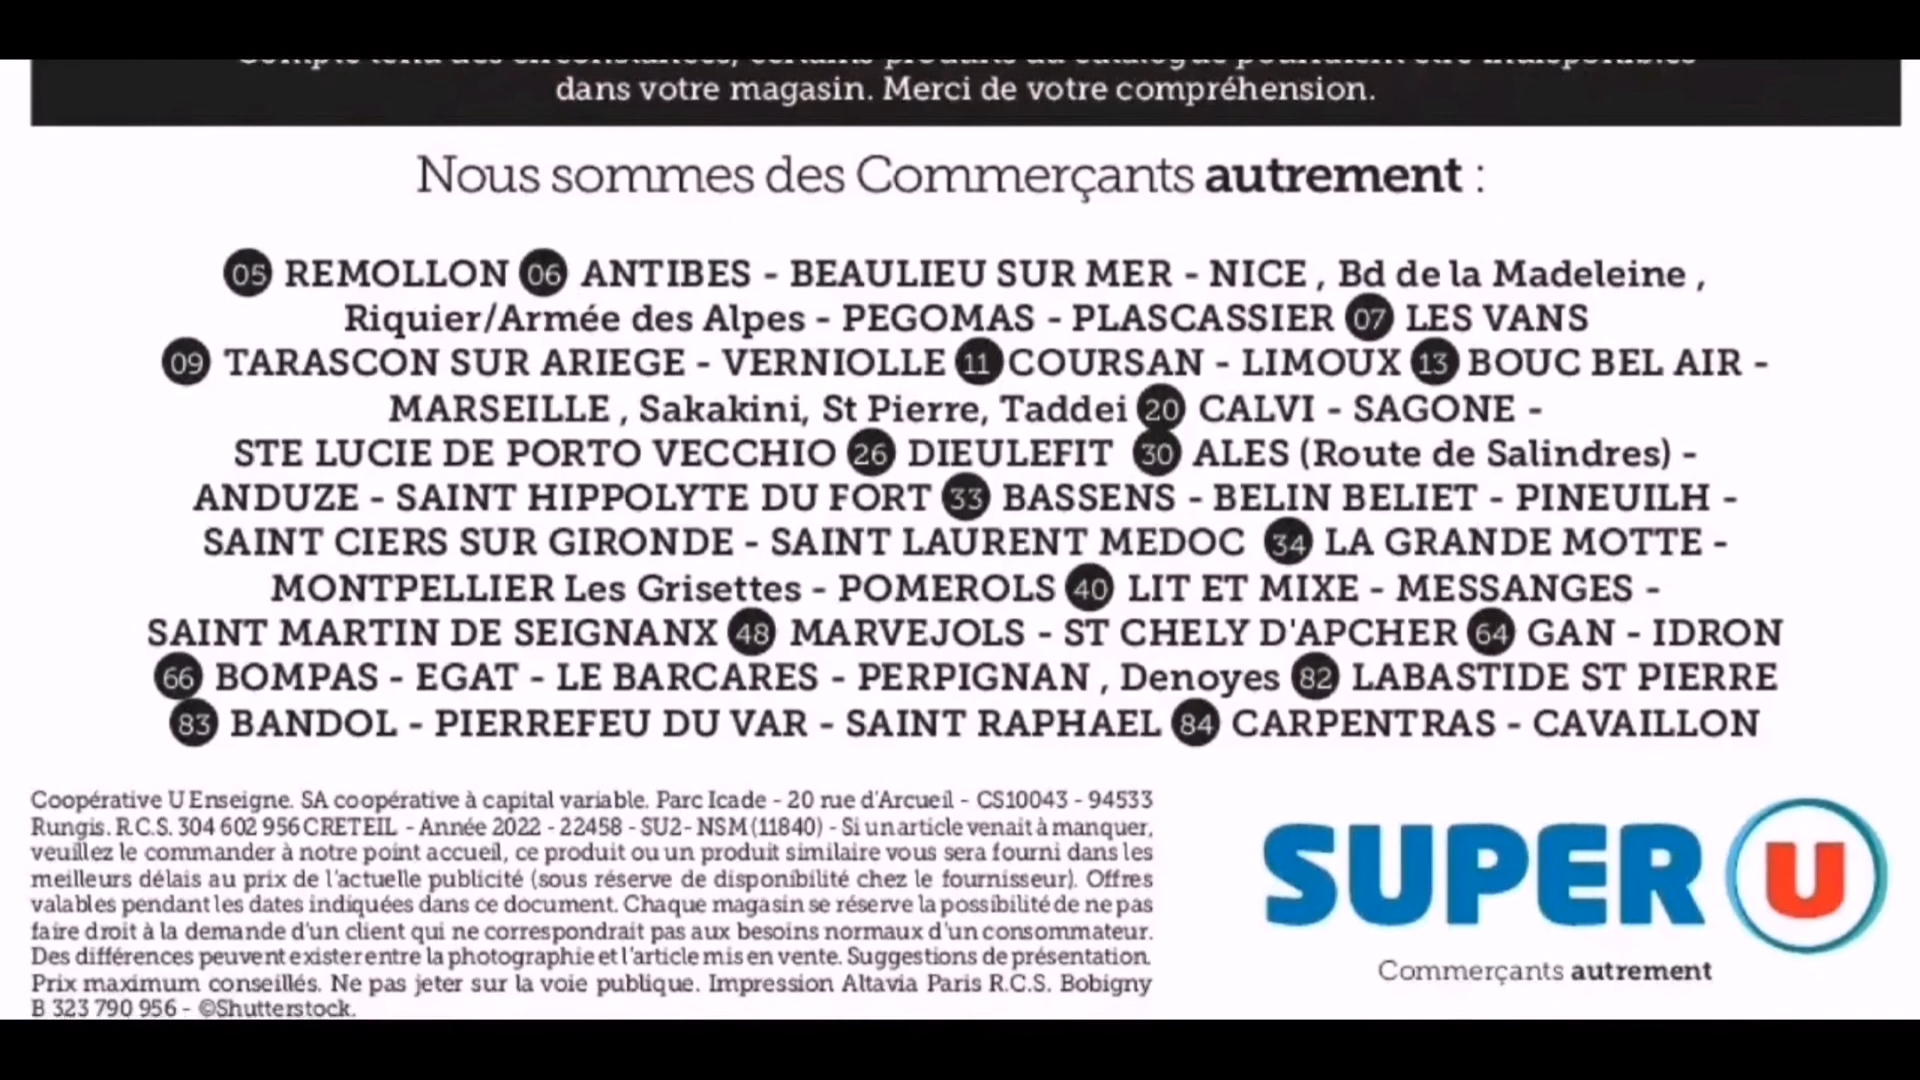 Compte tenu des circonstances, certains produits du catalogue pourraient être indisponibles
dans votre magasin. Merci de votre compréhension.
Nous sommes des Commerçants autrement :
05 REMOLLON 06 ANTIBES - BEAULIEU SUR MER - NICE , Bd de la Madeleine ,
Riquier/Armée des Alpes - PEGOMAS - PLASCASSIER 07 LES VANS
09 TARASCON SUR ARIEGE - VERNIOLLE 11 COURSAN - LIMOUX 13 BOUC BEL AIR -
MARSEILLE , Sakakini, St Pierre, Taddei 20 CALVI - SAGONE -
STE LUCIE DE PORTO VECCHIO 26 DIEULEFIT 30 ALES (Route de Salindres) -
ANDUZE - SAINT HIPPOLYTE DU FORT 33 BASSENS - BELIN BELIET - PINEUILH -
SAINT CIERS SUR GIRONDE - SAINT LAURENT MEDOC 34 LA GRANDE MOTTE -
MONTPELLIER Les Grisettes - POMEROLS 40 LIT ET MIXE - MESSANGES -
SAINT MARTIN DE SEIGNANX 48 MARVEJOLS - ST CHELY D'APCHER 64 GAN - IDRON
66 BOMPAS - EGAT - LE BARCARES - PERPIGNAN , Denoyes 82 LABASTIDE ST PIERRE
83 BANDOL - PIERREFEU DU VAR - SAINT RAPHAEL 84 CARPENTRAS - CAVAILLON
Coopérative U Enseigne. SA coopérative à capital variable. Parc Icade - 20 rue d'Arcueil - CS10043 - 94533
Rungis. R.C.S. 304 602 956 CRETEIL - Année 2022 - 22458 - SU2- NSM (11840) - Si un article venait à manquer,
veuillez le commander à notre point accueil, ce produit ou un produit similaire vous sera fourni dans les
meilleurs délais au prix de l'actuelle publicité (sous réserve de disponibilité chez le fournisseur). Offres
valables pendant les dates indiquées dans ce document. Chaque magasin se réserve la possibilité de ne pas
faire droit à la demande d'un client qui ne correspondrait pas aux besoins normaux d'un consommateur.
Des différences peuvent exister entre la photographie et l'article mis en vente. Suggestions de présentation.
Prix maximum conseillés. Ne pas jeter sur la voie publique. Impression Altavia Paris R.C.S. Bobigny
B 323 790 956 - ©Shutterstock.
SUPER U
Commerçants autrement